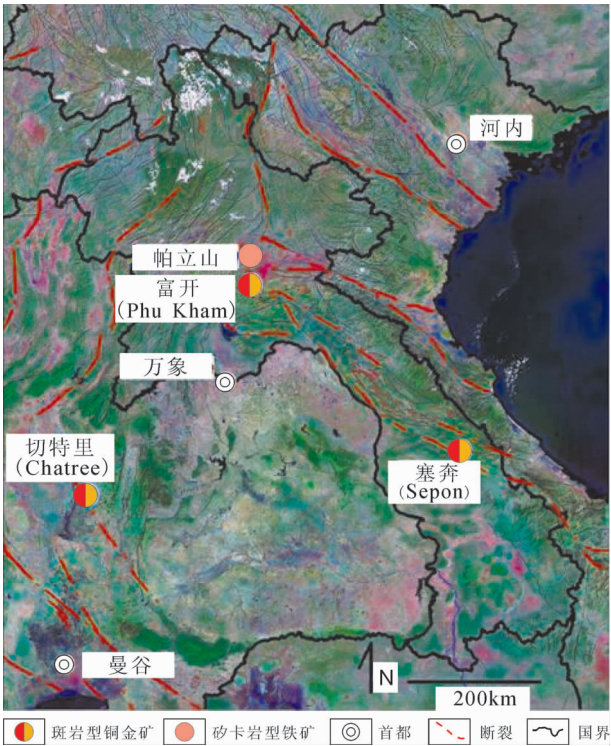 河内
帕立山
富开
(Phu Kham)
万象
切特里
(Chatree)
塞奔
(Sepon)
曼谷
N
200km
斑岩型铜金矿
矽卡岩型铁矿
首都
断裂
国界